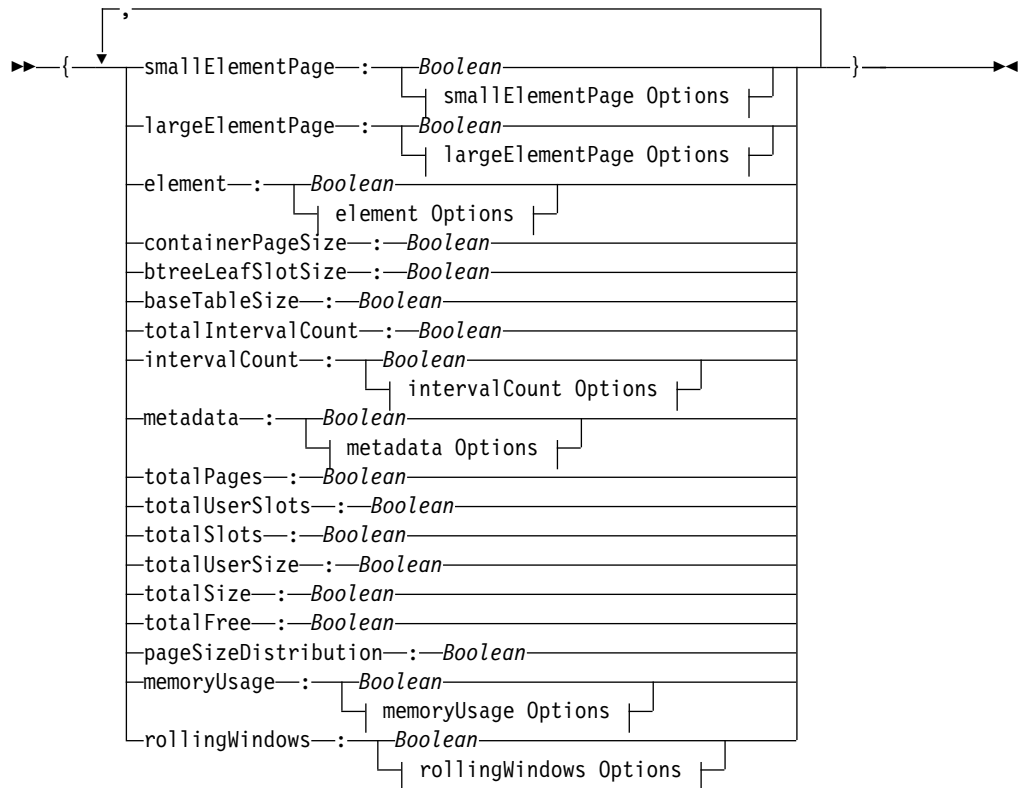 ,
{ smallElementPage : Boolean }
smallElementPage Options
largeElementPage : Boolean
largeElementPage Options
element : Boolean
element Options
containerPageSize : Boolean
btreeLeafSlotSize : Boolean
baseTableSize : Boolean
totalIntervalCount : Boolean
intervalCount : Boolean
intervalCount Options
metadata : Boolean
metadata Options
totalPages : Boolean
totalUserSlots : Boolean
totalSlots : Boolean
totalUserSize : Boolean
totalSize : Boolean
totalFree : Boolean
pageSizeDistribution : Boolean
memoryUsage : Boolean
memoryUsage Options
rollingWindows : Boolean
rollingWindows Options